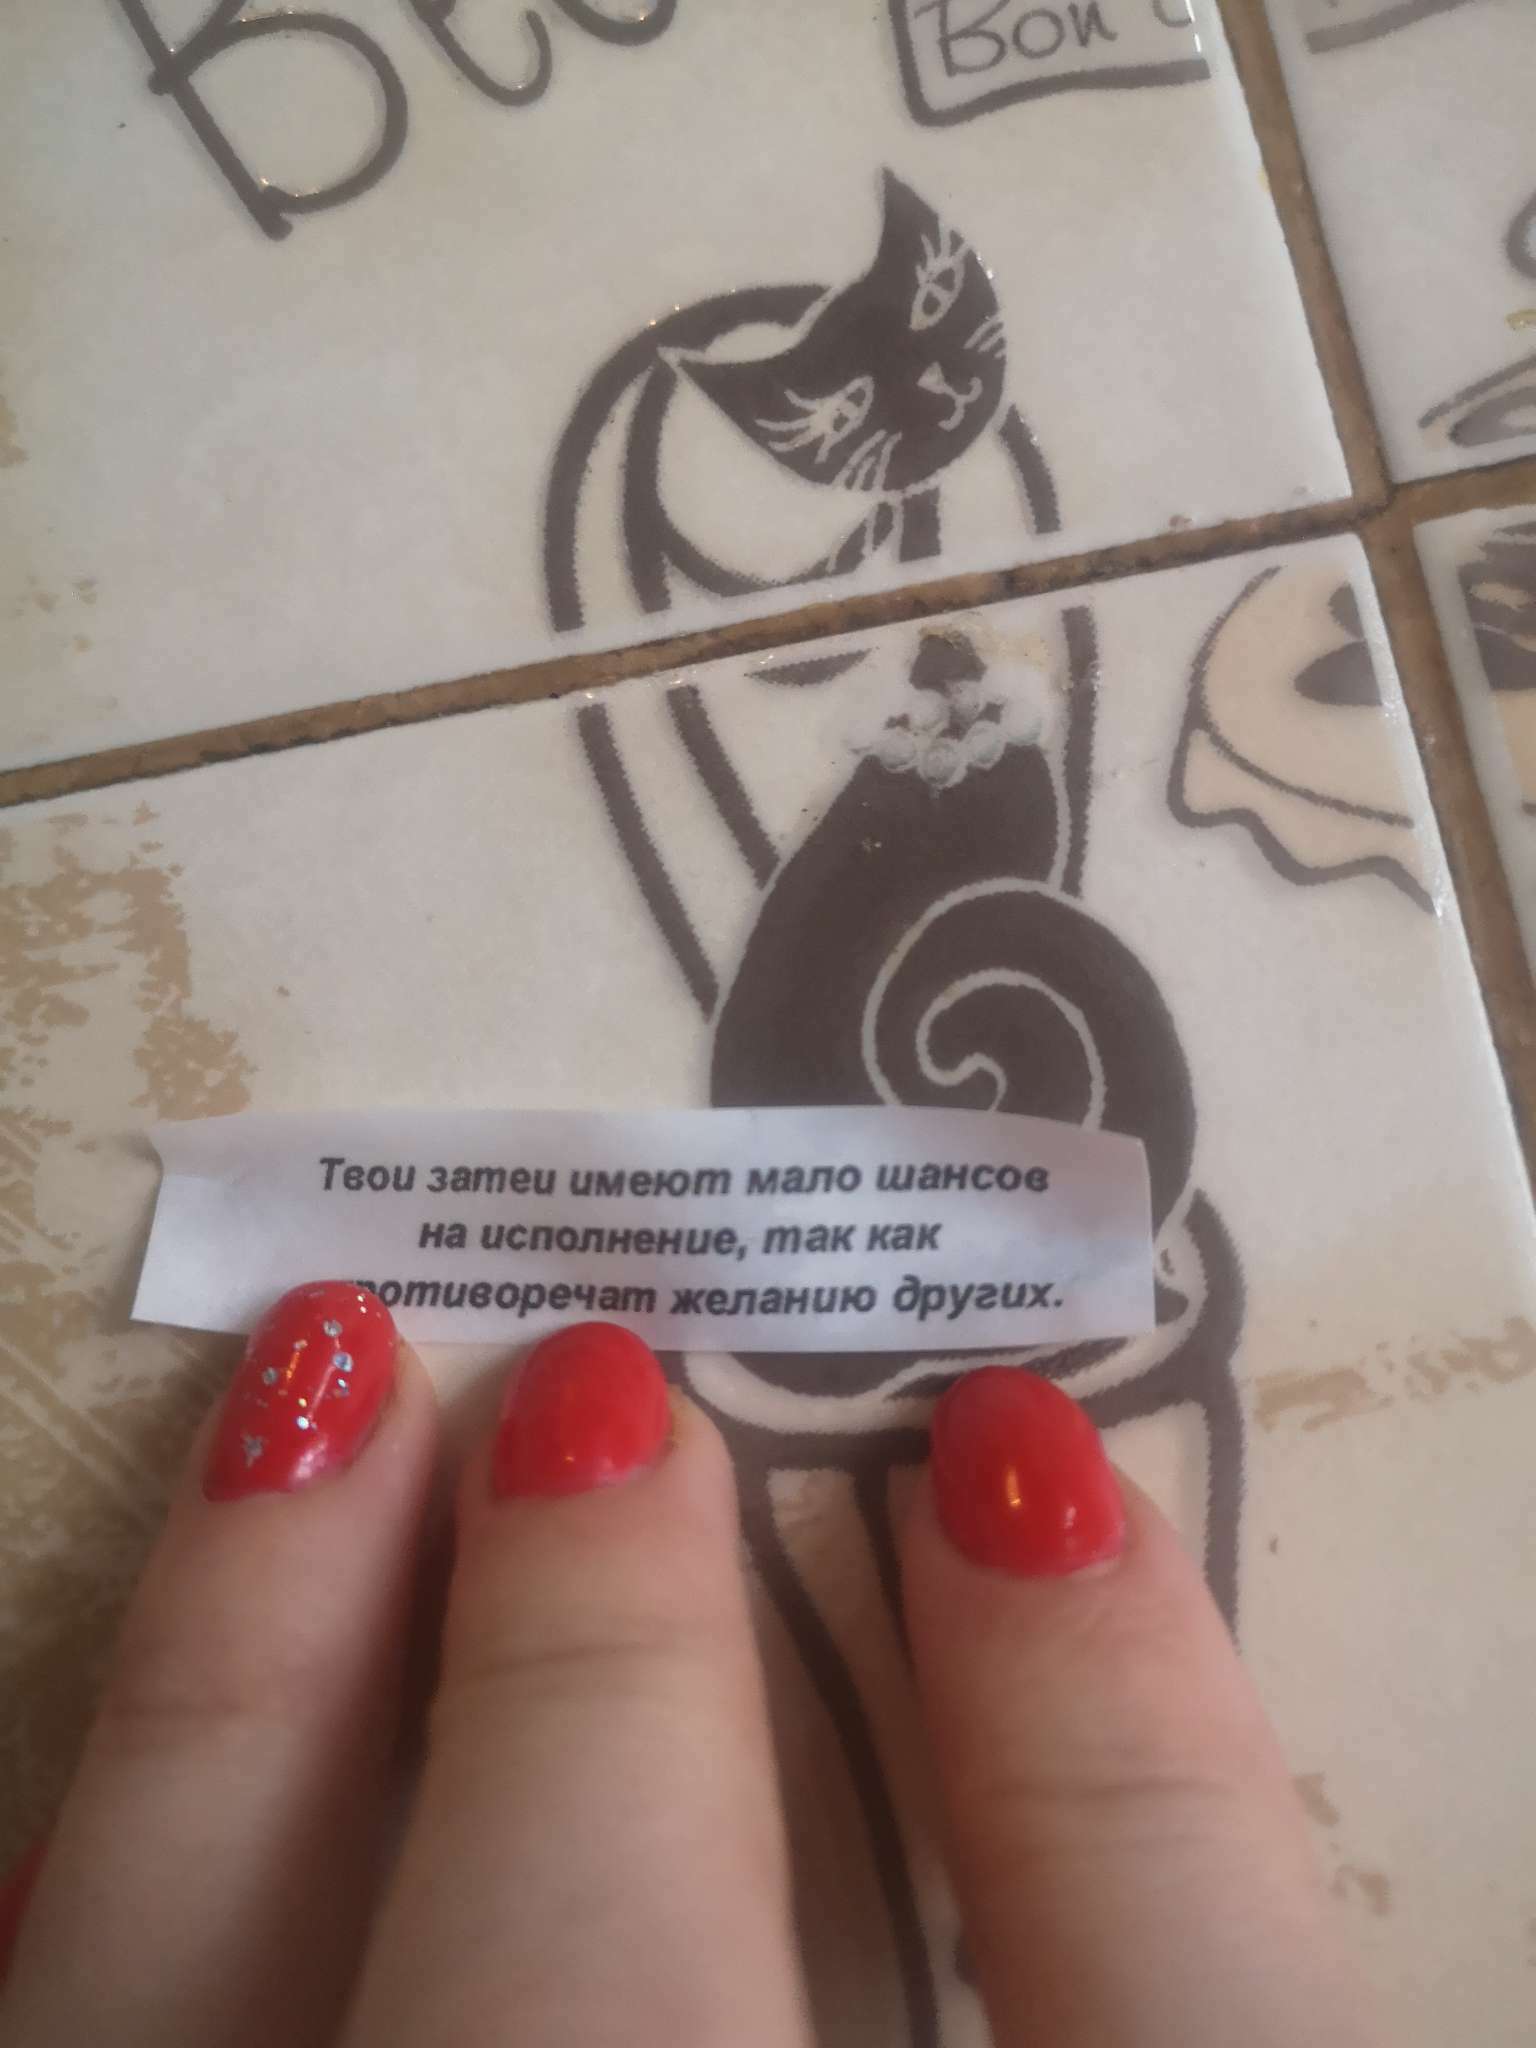 Bon
Твои затеи имеют мало шансов
на исполнение, так как
противоречат желанию других.